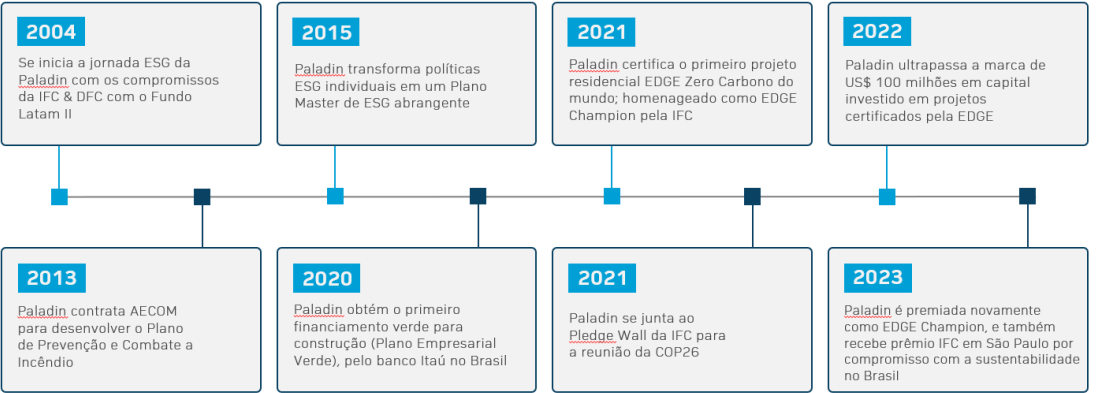 2004
Se inicia a jornada ESG da
Paladin com os compromissos
da IFC & DFC com o Fundo
Latam II
2015
Paladin transforma políticas
ESG individuais em um Plano
Master de ESG abrangente
2021
Paladin certifica o primeiro projeto
residencial EDGE Zero Carbono do
mundo; homenageado como EDGE
Champion pela IFC
2022
Paladin ultrapassa a marca de
US$ 100 milhões em capital
investido em projetos
certificados pela EDGE
2013
Paladin contrata AECOM
para desenvolver o Plano
de Prevenção e Combate a
Incêndio
2020
Paladin obtém o primeiro
financiamento verde para
construção (Plano Empresarial
Verde), pelo banco Itaú no Brasil
2021
Paladin se junta ao
Pledge Wall da IFC para
a reunião da COP26
2023
Paladin é premiada novamente
como EDGE Champion, e também
recebe prêmio IFC em São Paulo por
compromisso com a sustentabilidade
no Brasil